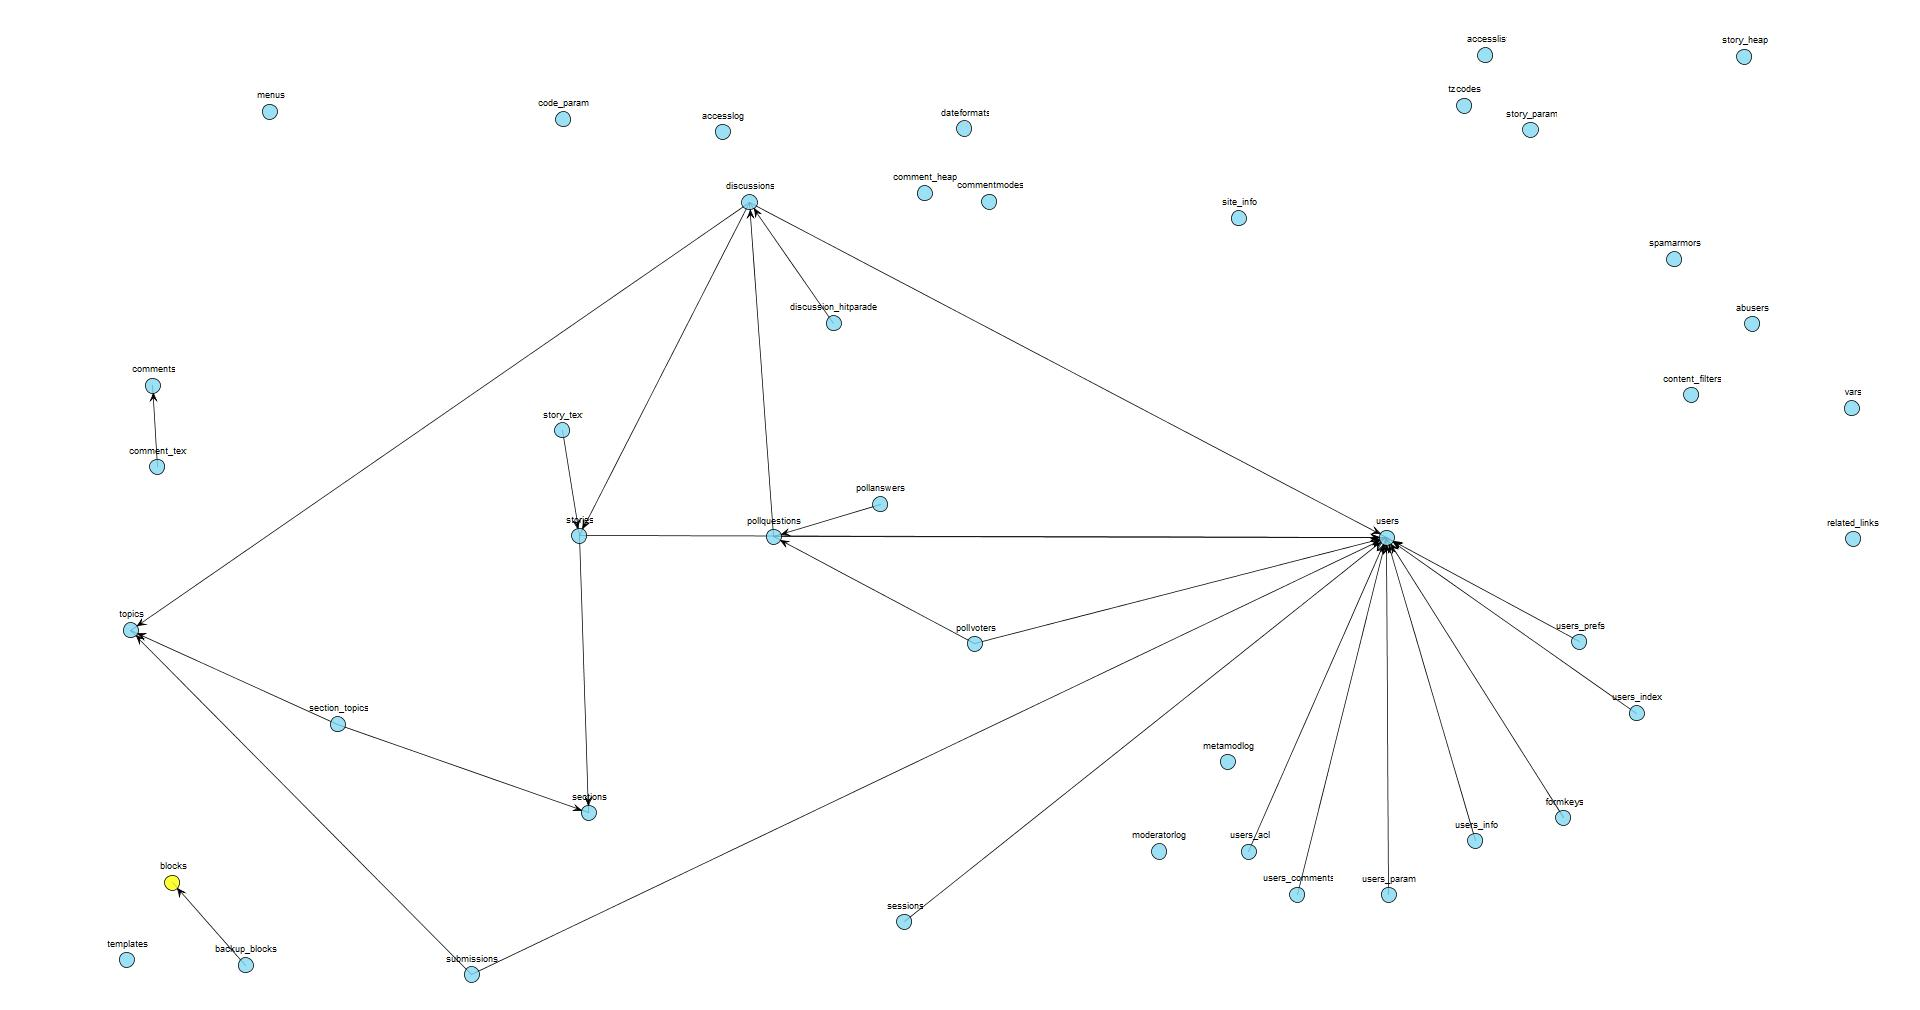 accesslis
story_heap
menus
code_param
tzcodes
accesslog
dateformats
story_param
discussions
comment_heap
commentmodes
site_info
spamarmors
discussion_hitparade
abusers
comments
content_filters
vars
story_tex
comment_tex
pollanswers
stories
pollquestions
users
related_links
topics
pollvoters
users_prefs
section_topics
users_index
metamodlog
sections
formkeys
moderatorlog
users_acl
users_info
blocks
users_comments
users_param
sessions
templates
backup_blocks
submissions